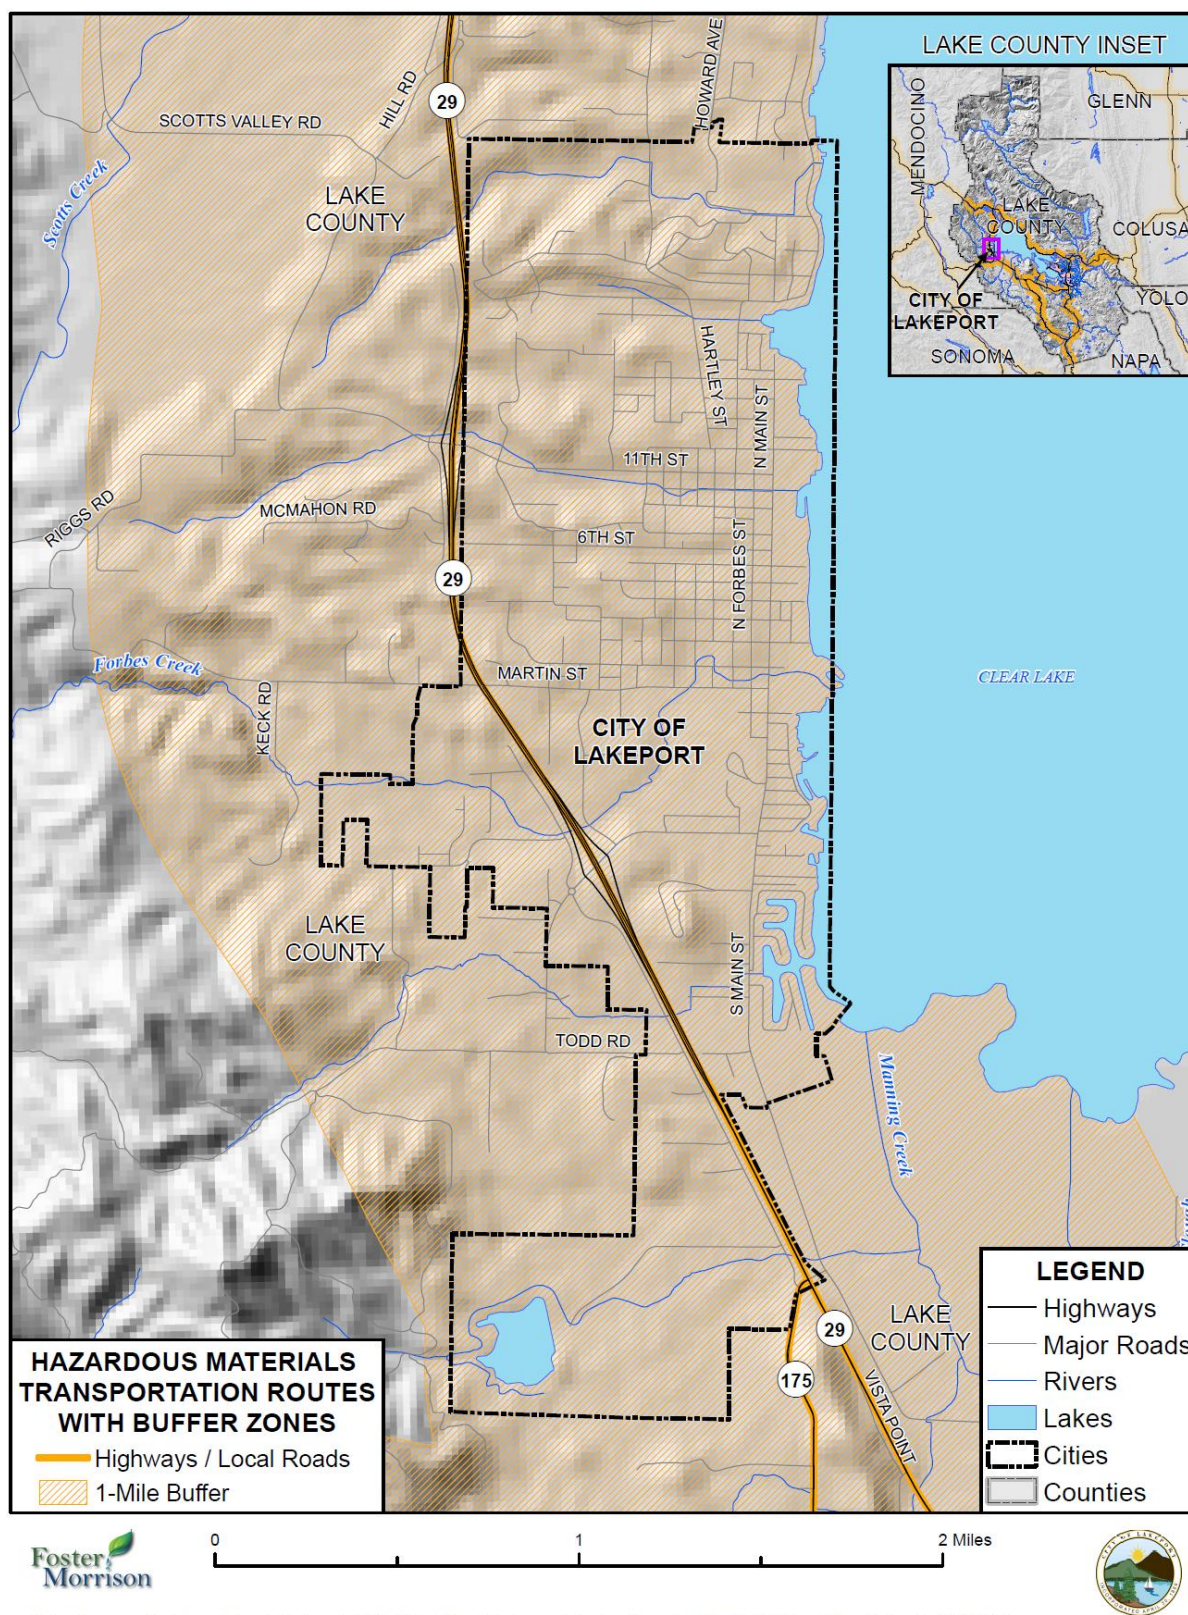 LAKE COUNTY INSET
MENDOCINO
GLENN
LAKE
COUNTY
COLUSA
CITY OF
LAKEPORT
YOLO
SONOMA
NAPA
HOWARD AVE
HILL RD
29
SCOTTS VALLEY RD
Scotts Creek
LAKE
COUNTY
HARTLEY ST
N MAIN ST
11TH ST
RIGGS RD
MCMAHON RD
6TH ST
N FORBES ST
29
Forbes Creek
MARTIN ST
CLEAR LAKE
KECK RD
CITY OF
LAKEPORT
LAKE
COUNTY
S MAIN ST
TODD RD
Manning Creek
LAKE
COUNTY
29
175
VISTA POINT
LEGEND
Highways
Major Roads
Rivers
Lakes
Cities
Counties
HAZARDOUS MATERIALS
TRANSPORTATION ROUTES
WITH BUFFER ZONES
Highways / Local Roads
1-Mile Buffer
Foster
Morrison
0 1 2 Miles
CITY OF LAKEPORT